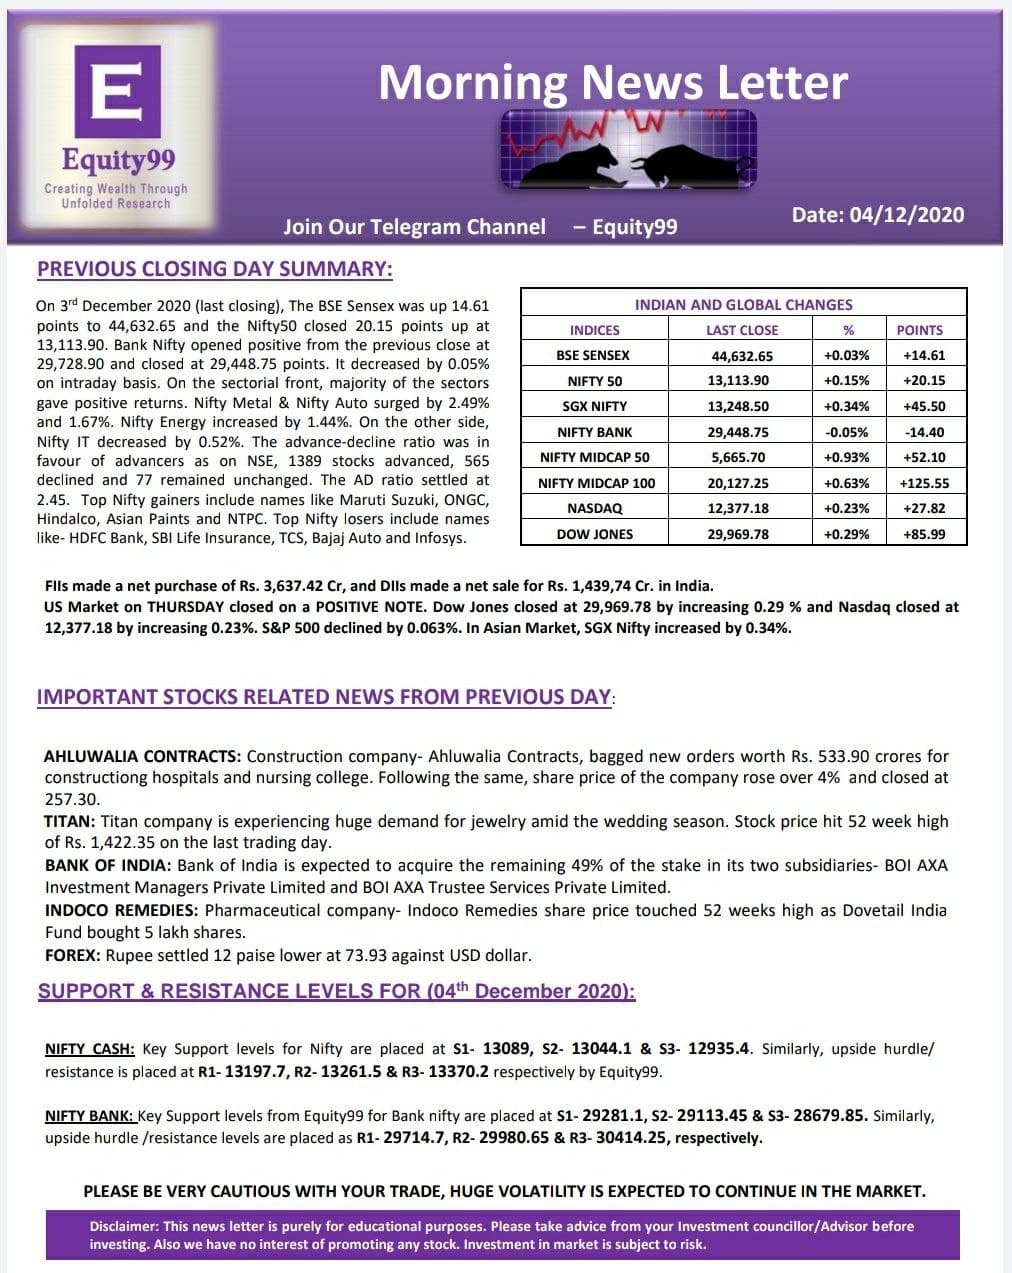 E
Equity99
Creating Wealth Through
Unfolded Research
Morning News Letter
Join Our Telegram Channel – Equity99
Date: 04/12/2020
PREVIOUS CLOSING DAY SUMMARY:
On 3rd December 2020 (last closing), The BSE Sensex was up 14.61
points to 44,632.65 and the Nifty50 closed 20.15 points up at
13,113.90. Bank Nifty opened positive from the previous close at
29,728.90 and closed at 29,448.75 points. It decreased by 0.05%
on intraday basis. On the sectorial front, majority of the sectors
gave positive returns. Nifty Metal & Nifty Auto surged by 2.49%
and 1.67%. Nifty Energy increased by 1.44%. On the other side,
Nifty IT decreased by 0.52%. The advance-decline ratio was in
favour of advancers as on NSE, 1389 stocks advanced, 565
declined and 77 remained unchanged. The AD ratio settled at
2.45. Top Nifty gainers include names like Maruti Suzuki, ONGC,
Hindalco, Asian Paints and NTPC. Top Nifty losers include names
like- HDFC Bank, SBI Life Insurance, TCS, Bajaj Auto and Infosys.
INDIAN AND GLOBAL CHANGES
INDICES LAST CLOSE % POINTS
BSE SENSEX 44,632.65 +0.03% +14.61
NIFTY 50 13,113.90 +0.15% +20.15
SGX NIFTY 13,248.50 +0.34% +45.50
NIFTY BANK 29,448.75 -0.05% -14.40
NIFTY MIDCAP 50 5,665.70 +0.93% +52.10
NIFTY MIDCAP 100 20,127.25 +0.63% +125.55
NASDAQ 12,377.18 +0.23% +27.82
DOW JONES 29,969.78 +0.29% +85.99
FIIs made a net purchase of Rs. 3,637.42 Cr, and DIIs made a net sale for Rs. 1,439,74 Cr. in India.
US Market on THURSDAY closed on a POSITIVE NOTE. Dow Jones closed at 29,969.78 by increasing 0.29 % and Nasdaq closed at
12,377.18 by increasing 0.23%. S&P 500 declined by 0.063%. In Asian Market, SGX Nifty increased by 0.34%.
IMPORTANT STOCKS RELATED NEWS FROM PREVIOUS DAY:
AHLUWALIA CONTRACTS: Construction company- Ahluwalia Contracts, bagged new orders worth Rs. 533.90 crores for
constructiong hospitals and nursing college. Following the same, share price of the company rose over 4% and closed at
257.30.
TITAN: Titan company is experiencing huge demand for jewelry amid the wedding season. Stock price hit 52 week high
of Rs. 1,422.35 on the last trading day.
BANK OF INDIA: Bank of India is expected to acquire the remaining 49% of the stake in its two subsidiaries- BOI AXA
Investment Managers Private Limited and BOI AXA Trustee Services Private Limited.
INDOCO REMEDIES: Pharmaceutical company- Indoco Remedies share price touched 52 weeks high as Dovetail India
Fund bought 5 lakh shares.
FOREX: Rupee settled 12 paise lower at 73.93 against USD dollar.
SUPPORT & RESISTANCE LEVELS FOR (04th December 2020):
NIFTY CASH: Key Support levels for Nifty are placed at S1- 13089, S2- 13044.1 & S3- 12935.4. Similarly, upside hurdle/
resistance is placed at R1- 13197.7, R2- 13261.5 & R3- 13370.2 respectively by Equity99.
NIFTY BANK: Key Support levels from Equity99 for Bank nifty are placed at S1- 29281.1, S2- 29113.45 & S3- 28679.85. Similarly,
upside hurdle /resistance levels are placed as R1- 29714.7, R2- 29980.65 & R3- 30414.25, respectively.
PLEASE BE VERY CAUTIOUS WITH YOUR TRADE, HUGE VOLATILITY IS EXPECTED TO CONTINUE IN THE MARKET.
Disclaimer: This news letter is purely for educational purposes. Please take advice from your Investment councillor/Advisor before
investing. Also we have no interest of promoting any stock. Investment in market is subject to risk.